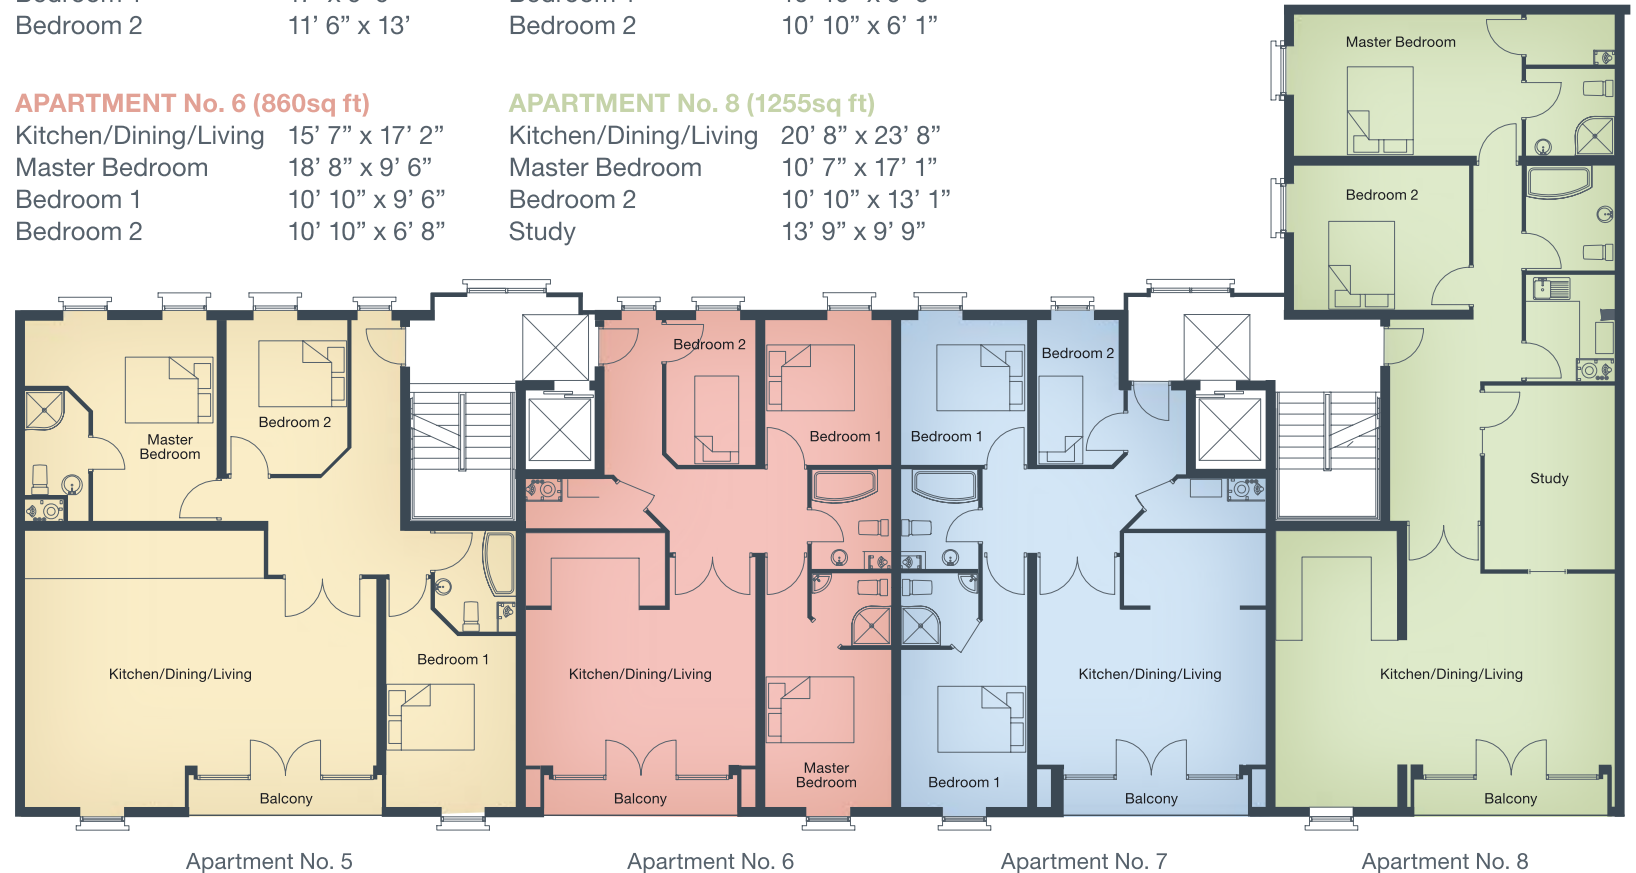 Bedroom 2 11’ 6” x 13’
Bedroom 2 10’ 10” x 6’ 1”
APARTMENT No. 6 (860sq ft)
Kitchen/Dining/Living 15’ 7” x 17’ 2”
Master Bedroom 18’ 8” x 9’ 6”
Bedroom 1 10’ 10” x 9’ 6”
Bedroom 2 10’ 10” x 6’ 8”
APARTMENT No. 8 (1255sq ft)
Kitchen/Dining/Living 20’ 8” x 23’ 8”
Master Bedroom 10’ 7” x 17’ 1”
Bedroom 2 10’ 10” x 13’ 1”
Study 13’ 9” x 9’ 9”
Master Bedroom
Bedroom 2
Study
Kitchen/Dining/Living
Balcony
Master
Bedroom
Bedroom 2
Kitchen/Dining/Living
Bedroom 1
Balcony
Bedroom 2
Bedroom 1
Kitchen/Dining/Living
Master
Bedroom
Balcony
Bedroom 1
Bedroom 2
Kitchen/Dining/Living
Bedroom 1
Balcony
Apartment No. 5
Apartment No. 6
Apartment No. 7
Apartment No. 8